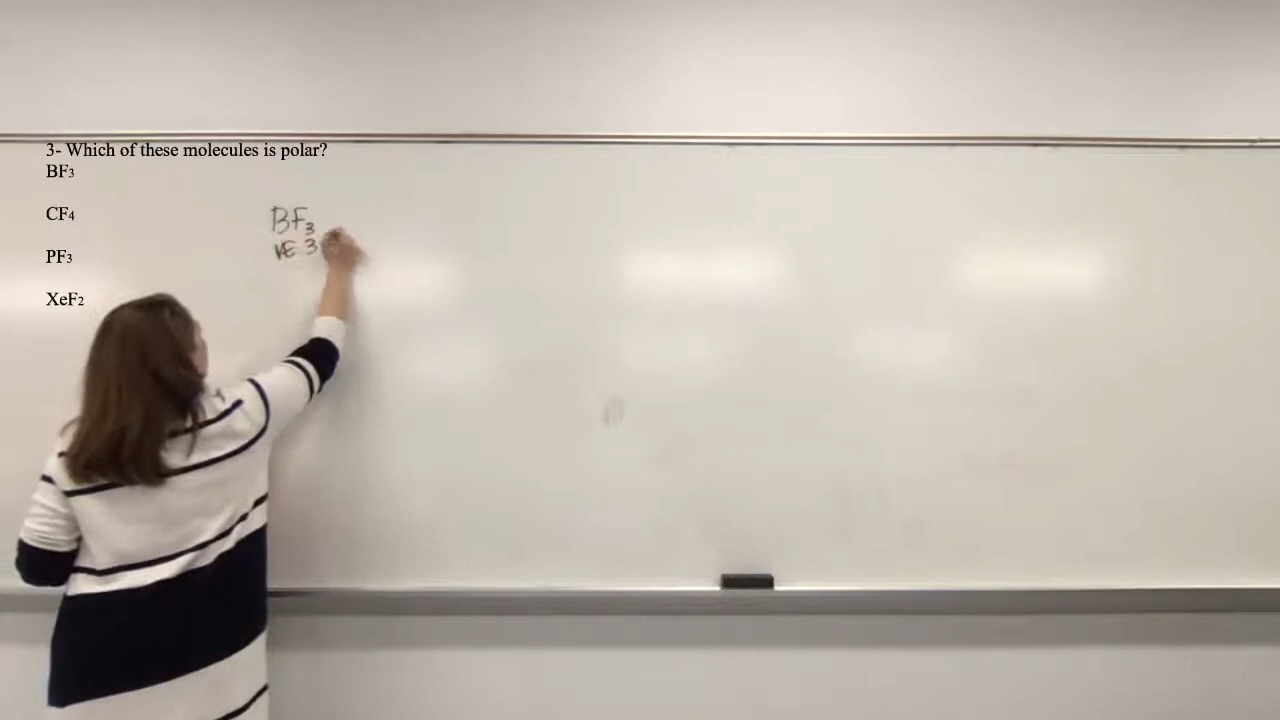 3- Which of these molecules is polar?
BF3
CF4
PF3
XeF2
BF3
VE 3